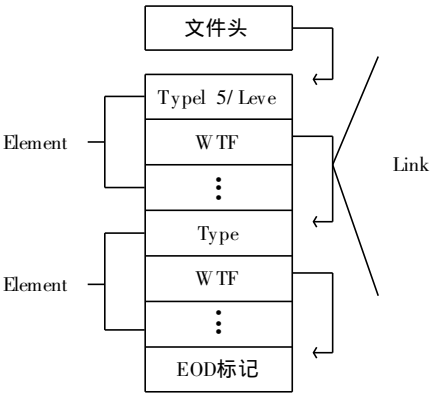 文件头
Typel 5/ Leve
Element
WTF
Link
⋮
Type
Element
WTF
⋮
EOD标记